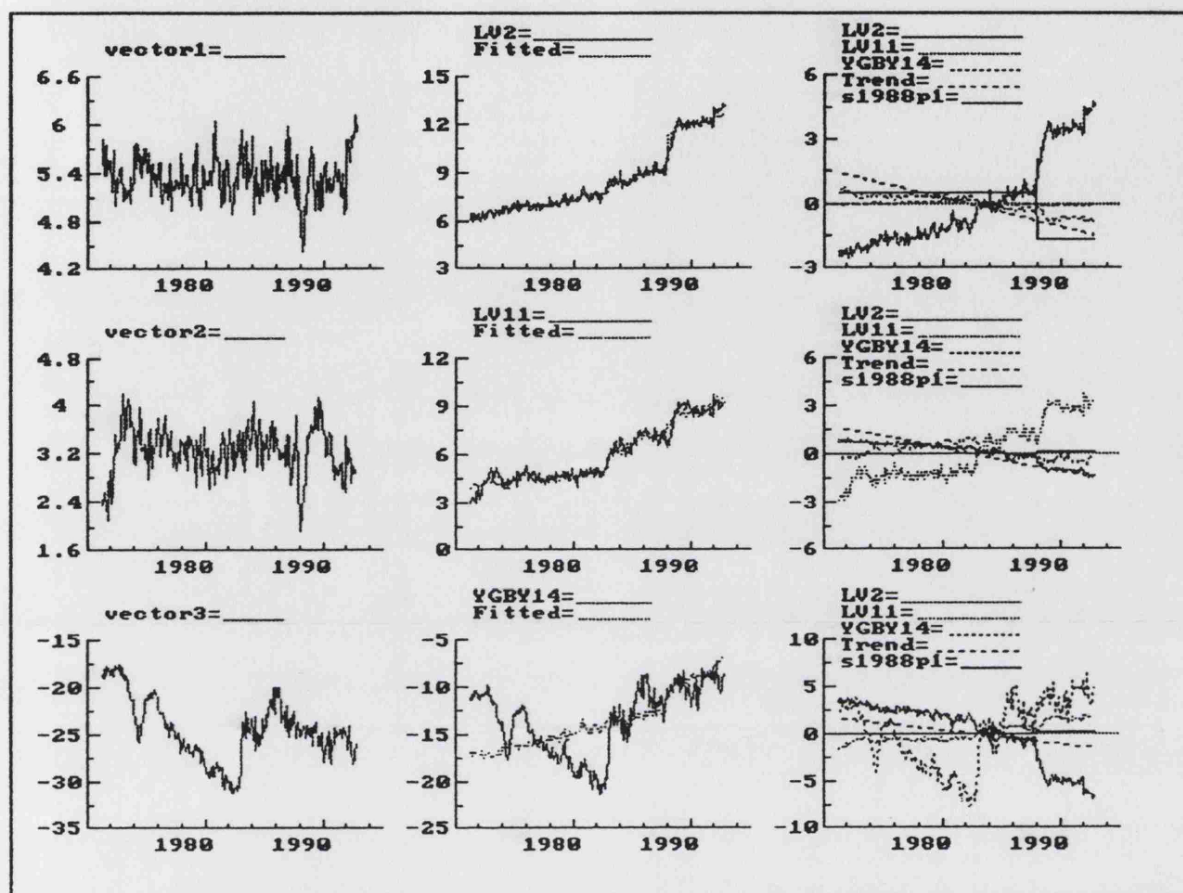 vector1=
6.6
6
5.4
4.8
4.2
1980
1990
LV2=
Fitted=
15
12
9
6
3
1980
1990
LV2=
LV11=
YGBY14=
Trend=
s1988p1=
6
3
0
-3
1980
1990
vector2=
4.8
4
3.2
2.4
1.6
1980
1990
LV11=
Fitted=
12
9
6
3
0
1980
1990
LV2=
LV11=
YGBY14=
Trend=
s1988p1=
6
3
0
-3
-6
1980
1990
vector3=
-15
-20
-25
-30
-35
1980
1990
YGBY14=
Fitted=
-5
-10
-15
-20
-25
1980
1990
LV2=
LV11=
YGBY14=
Trend=
s1988p1=
10
5
0
-5
-10
1980
1990